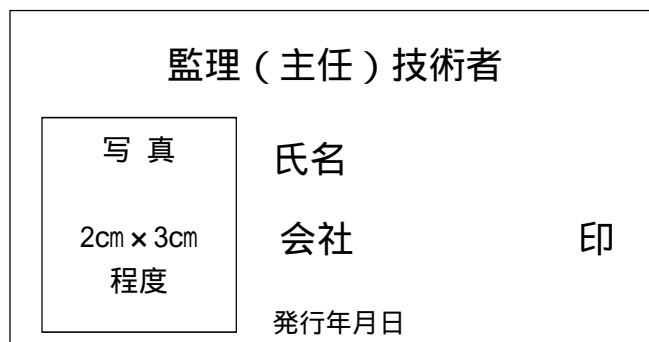 監理（主任）技術者
写 真
2㎝×3㎝
程度
氏名
会社 印
発行年月日